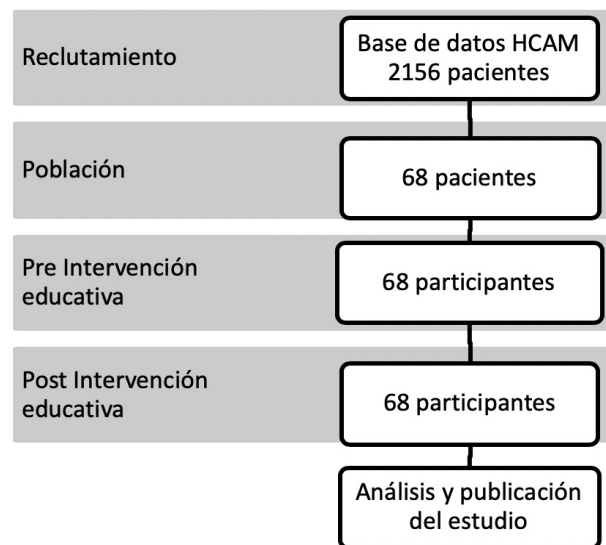 Reclutamiento
Base de datos HCAM
2156 pacientes
Población
68 pacientes
Pre Intervención
educativa
68 participantes
Post Intervención
educativa
68 participantes
Análisis y publicación
del estudio